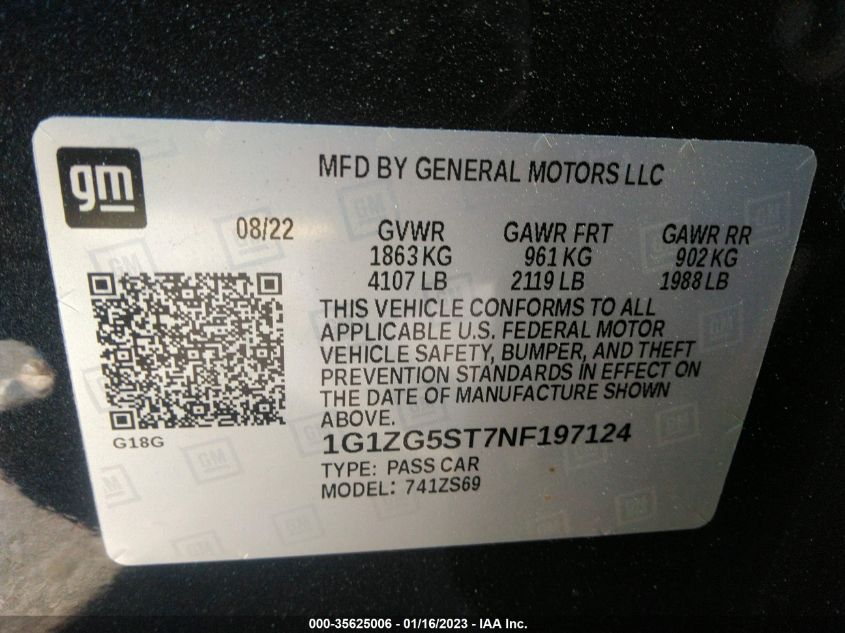 gm
MFD BY GENERAL MOTORS LLC
08/22 GVWR GAWR FRT GAWR RR
1863 KG 961 KG 902 KG
4107 LB 2119 LB 1988 LB
THIS VEHICLE CONFORMS TO ALL
APPLICABLE U.S. FEDERAL MOTOR
VEHICLE SAFETY, BUMPER, AND THEFT
PREVENTION STANDARDS IN EFFECT ON
THE DATE OF MANUFACTURE SHOWN
ABOVE.
G18G
1G1ZG5ST7NF197124
TYPE: PASS CAR
MODEL: 741ZS69
000-35625006 - 01/16/2023 - IAA Inc.